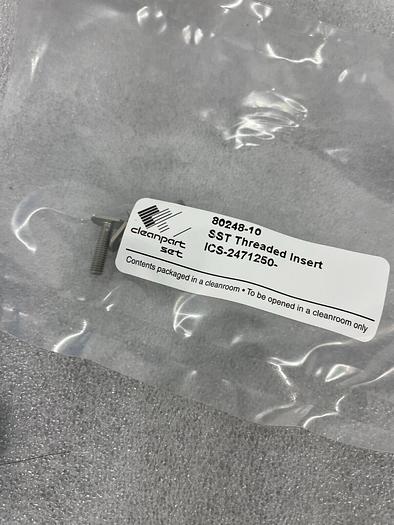 cleanpart
set
80248-10
SST Threaded Insert
ICS-2471250-
Contents packaged in a cleanroom • To be opened in a cleanroom only